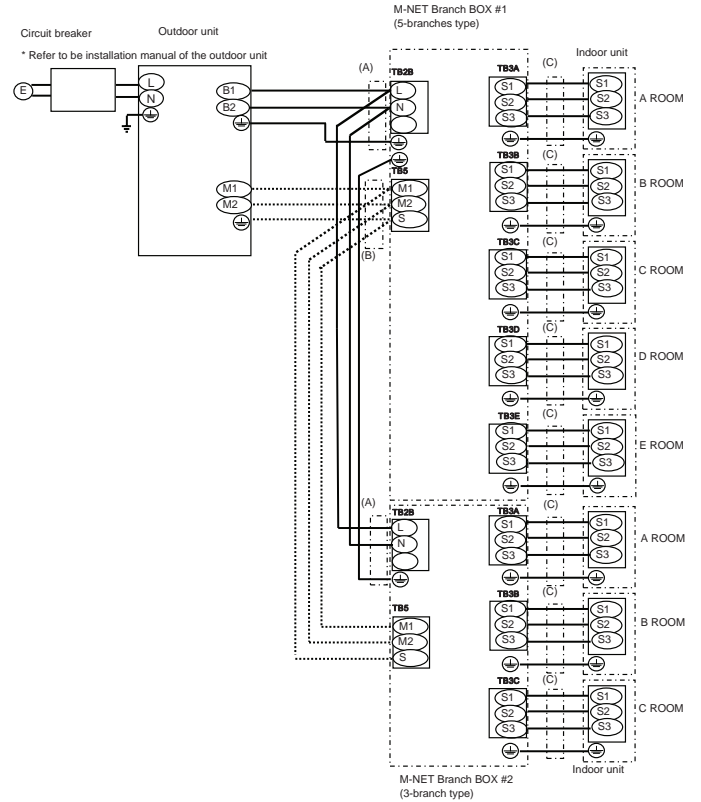 M-NET Branch BOX #1
(5-branches type)
Circuit breaker
Outdoor unit
* Refer to be installation manual of the outdoor unit
Indoor unit
E
L
N
B1
B2
M1
M2
(A)
TB2B
L
N
TB5
M1
M2
S
(B)
TB3A
(C)
S1
S2
S3
S1
S2
S3
A ROOM
TB3B
(C)
S1
S2
S3
S1
S2
S3
B ROOM
TB3C
(C)
S1
S2
S3
S1
S2
S3
C ROOM
TB3D
(C)
S1
S2
S3
S1
S2
S3
D ROOM
TB3E
(C)
S1
S2
S3
S1
S2
S3
E ROOM
(A)
TB2B
L
N
TB5
M1
M2
S
TB3A
(C)
S1
S2
S3
S1
S2
S3
A ROOM
TB3B
(C)
S1
S2
S3
S1
S2
S3
B ROOM
TB3C
(C)
S1
S2
S3
S1
S2
S3
C ROOM
Indoor unit
M-NET Branch BOX #2
(3-branch type)